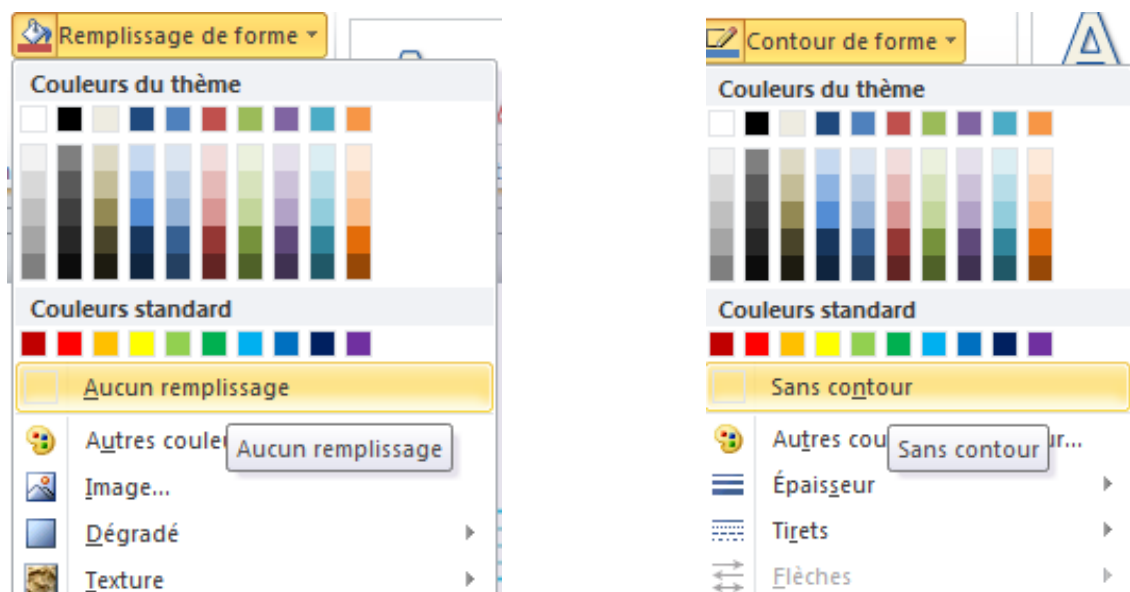 Remplissage de forme
Couleurs du thème
Couleurs standard
Aucun remplissage
Autres coule
Aucun remplissage
Image...
Dégradé
Texture
Contour de forme
A
Couleurs du thème
Couleurs standard
Sans contour
Autres cou
Sans contour
ur...
Épaisseur
Tirets
Flèches